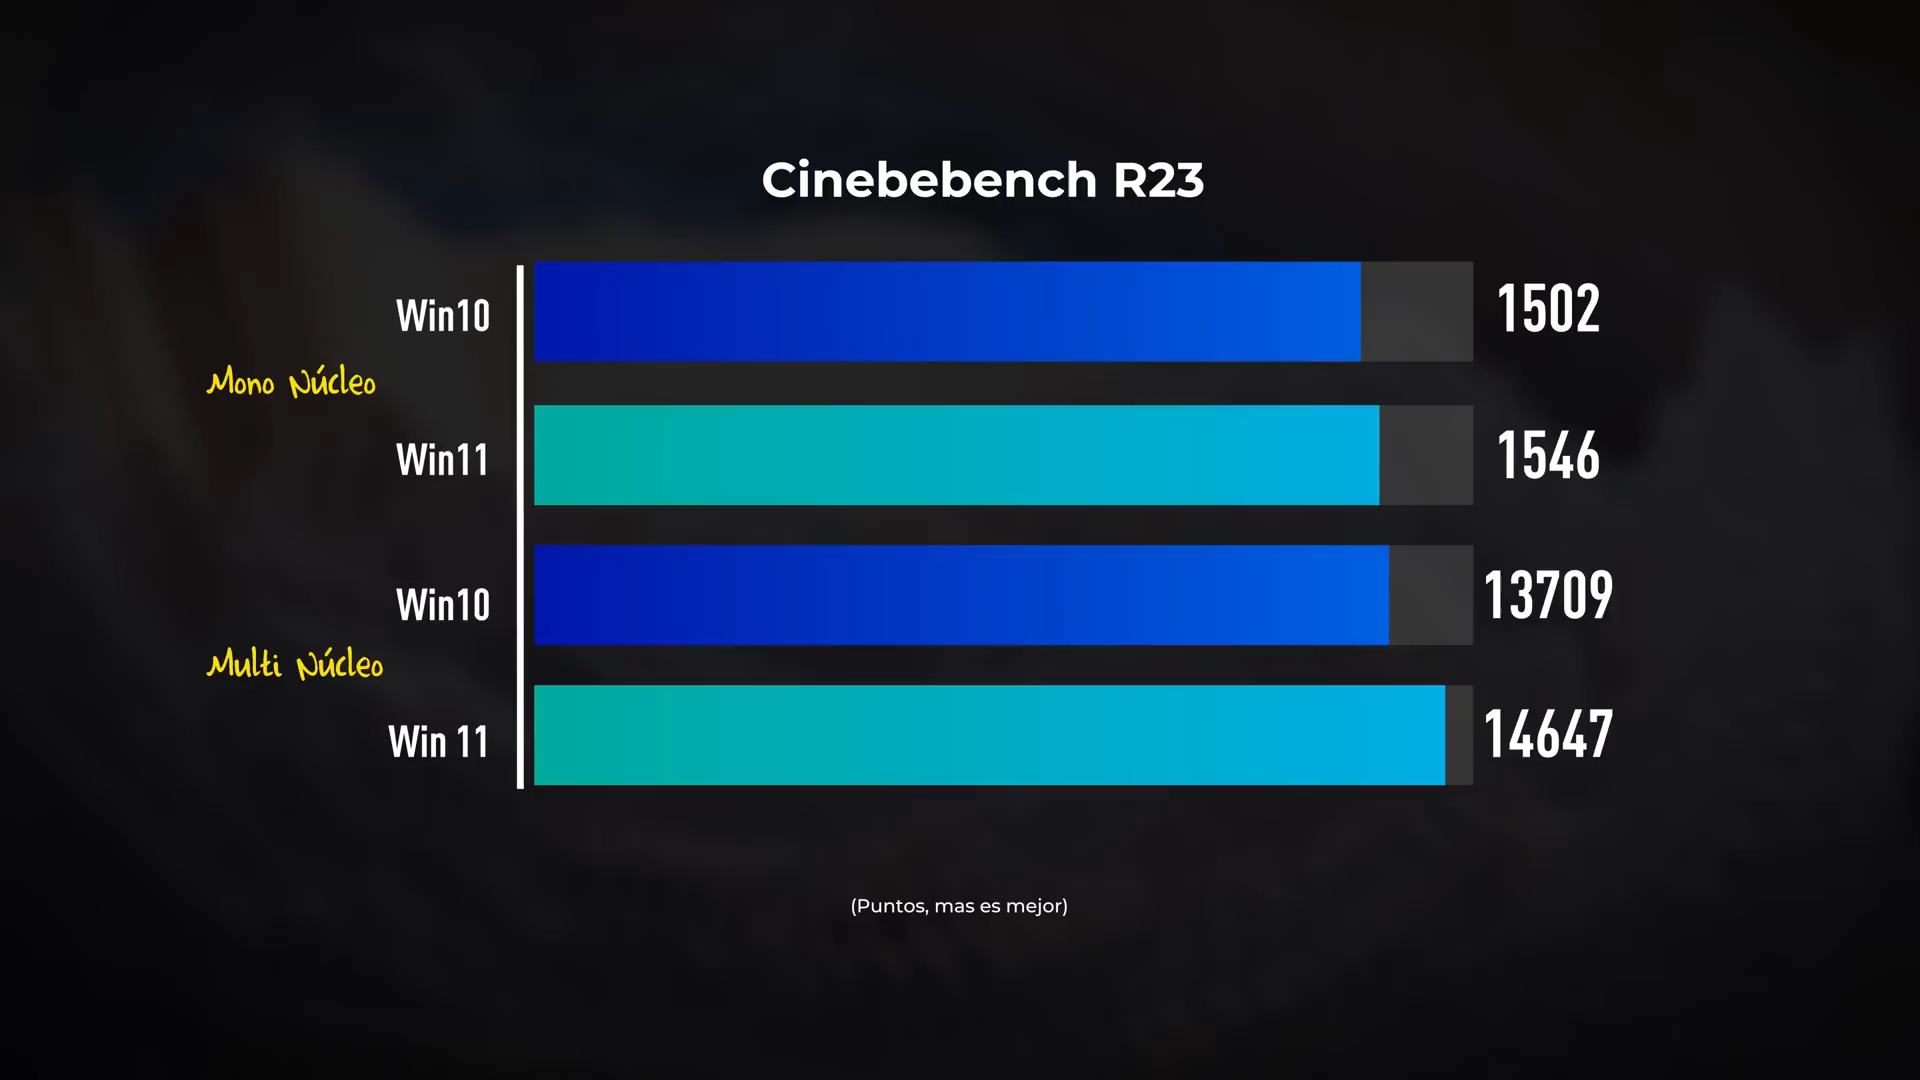 Cinebebench R23
Win10
1502
Mono Núcleo
Win11
1546
Win10
13709
Multi Núcleo
Win 11
14647
(Puntos, mas es mejor)